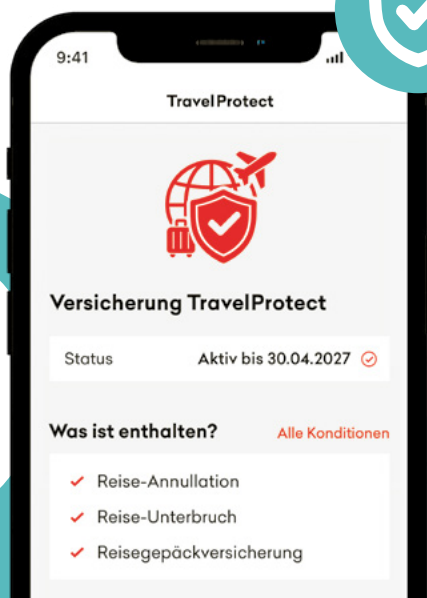 9:41
TravelProtect
Versicherung TravelProtect
Status Aktiv bis 30.04.2027
Was ist enthalten? Alle Konditionen
Reise-Annullation
Reise-Unterbruch
Reisegepäckversicherung